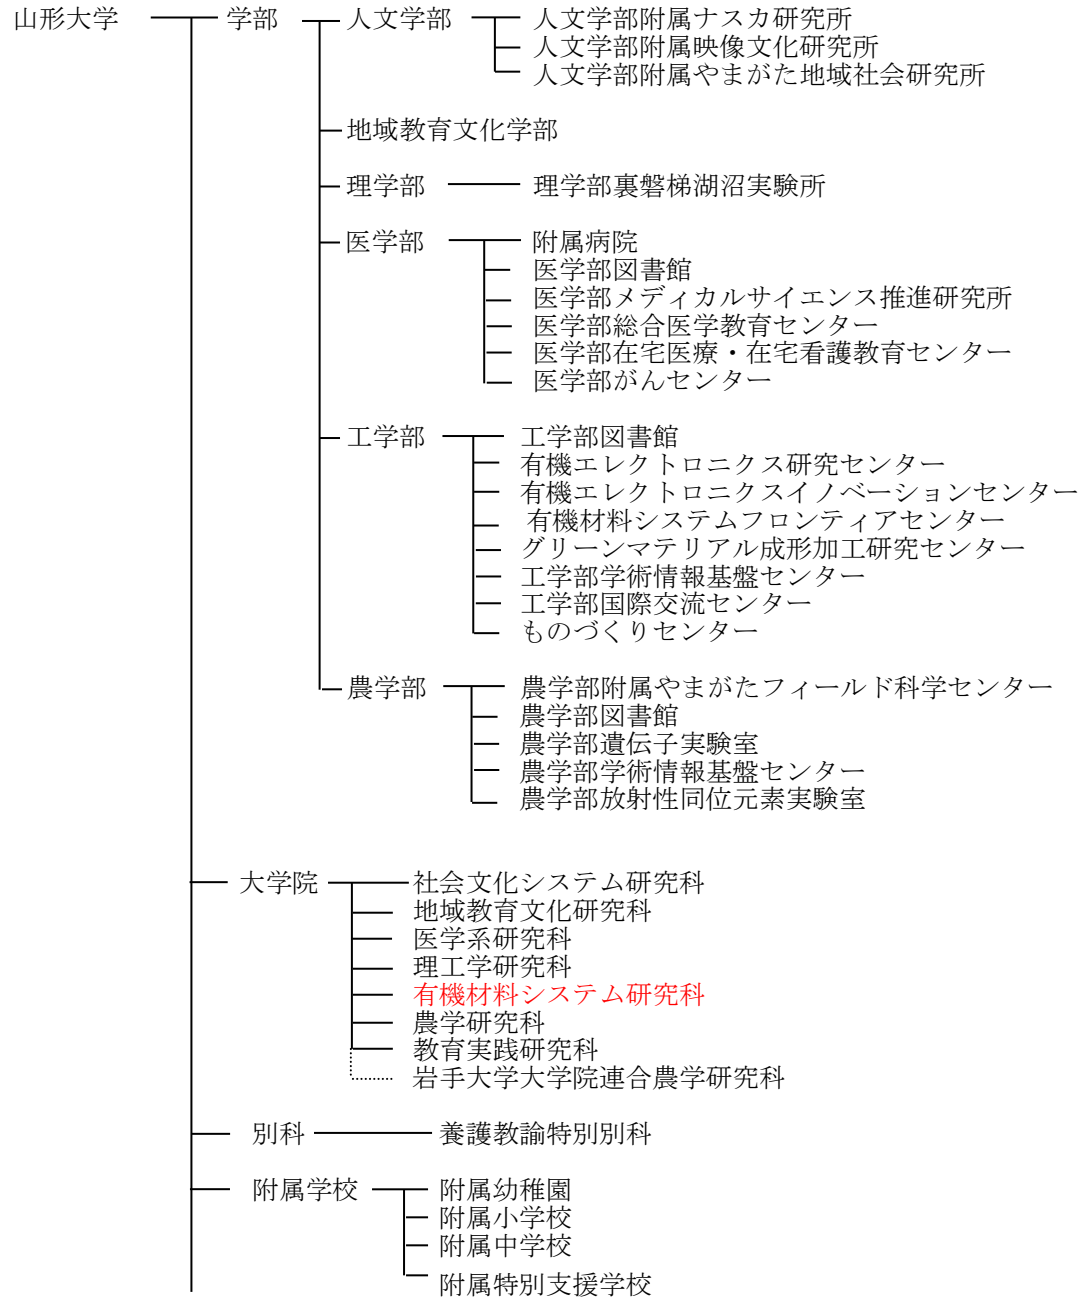 山形大学 学部 人文学部 人文学部附属ナスカ研究所
人文学部附属映像文化研究所
人文学部附属やまがた地域社会研究所
地域教育文化学部
理学部 理学部裏磐梯湖沼実験所
医学部 附属病院
医学部図書館
医学部メディカルサイエンス推進研究所
医学部総合医学教育センター
医学部在宅医療・在宅看護教育センター
医学部がんセンター
工学部 工学部図書館
有機エレクトロニクス研究センター
有機エレクトロニクスイノベーションセンター
有機材料システムフロンティアセンター
グリーンマテリアル成形加工研究センター
工学部学術情報基盤センター
工学部国際交流センター
ものづくりセンター
農学部 農学部附属やまがたフィールド科学センター
農学部図書館
農学部遺伝子実験室
農学部学術情報基盤センター
農学部放射性同位元素実験室
大学院 社会文化システム研究科
地域教育文化研究科
医学系研究科
理工学研究科
有機材料システム研究科
農学研究科
教育実践研究科
岩手大学大学院連合農学研究科
別科 養護教諭特別別科
附属学校 附属幼稚園
附属小学校
附属中学校
附属特別支援学校